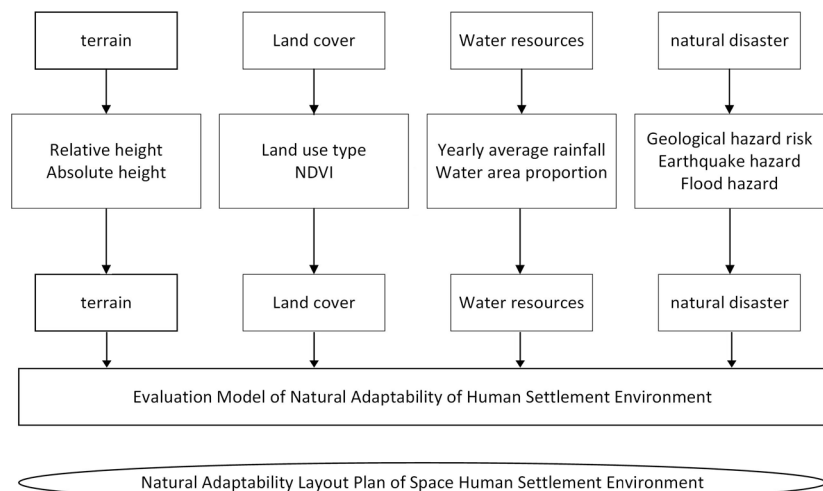 terrain
Land cover
Water resources
natural disaster
Relative height
Absolute height
Land use type
NDVI
Yearly average rainfall
Water area proportion
Geological hazard risk
Earthquake hazard
Flood hazard
terrain
Land cover
Water resources
natural disaster
Evaluation Model of Natural Adaptability of Human Settlement Environment
Natural Adaptability Layout Plan of Space Human Settlement Environment